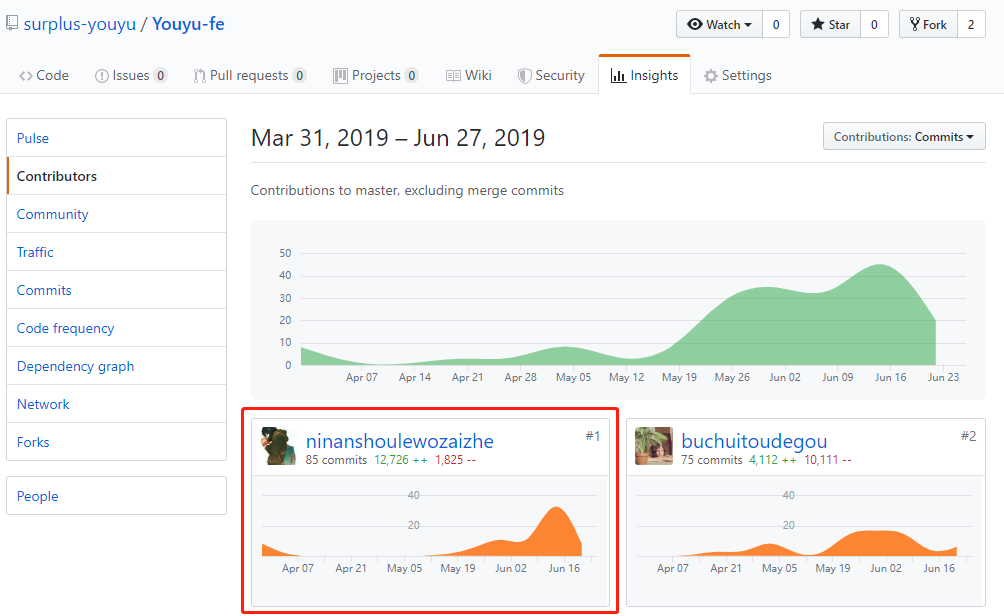 surplus-youyu / Youyu-fe
Watch 0 Star 0 Fork 2
Code Issues 0 Pull requests 0 Projects 0 Wiki Security Insights Settings
Pulse
Contributors
Community
Traffic
Commits
Code frequency
Dependency graph
Network
Forks
People
Mar 31, 2019 – Jun 27, 2019
Contributions: Commits
Contributions to master, excluding merge commits
50
40
30
20
10
0
Apr 07 Apr 14 Apr 21 Apr 28 May 05 May 12 May 19 May 26 Jun 02 Jun 09 Jun 16 Jun 23
ninanshoulewozaizhe #1
85 commits 12,726 ++ 1,825 --
40
20
Apr 07 Apr 21 May 05 May 19 Jun 02 Jun 16
buchuitoudegou #2
75 commits 4,112 ++ 10,111 --
40
20
Apr 07 Apr 21 May 05 May 19 Jun 02 Jun 16